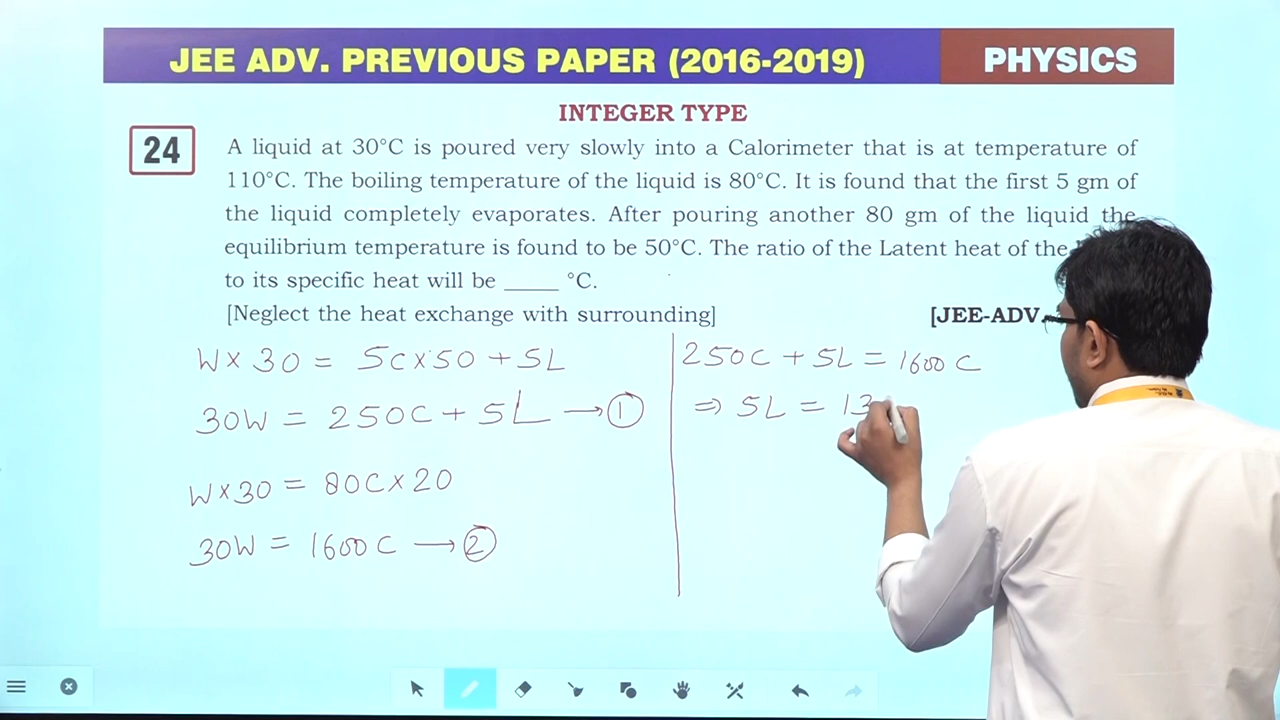 JEE ADV. PREVIOUS PAPER (2016-2019)
PHYSICS
INTEGER TYPE
24
A liquid at 30°C is poured very slowly into a Calorimeter that is at temperature of
110°C. The boiling temperature of the liquid is 80°C. It is found that the first 5 gm of
the liquid completely evaporates. After pouring another 80 gm of the liquid the
equilibrium temperature is found to be 50°C. The ratio of the Latent heat of the
to its specific heat will be _____ °C.
[Neglect the heat exchange with surrounding]
[JEE-ADV.
W × 30 = 5C × 50 + 5L
30W = 250C + 5L → ①
W × 30 = 80C × 20
30W = 1600C → ②
250C + 5L = 1600C
⇒ 5L = 13